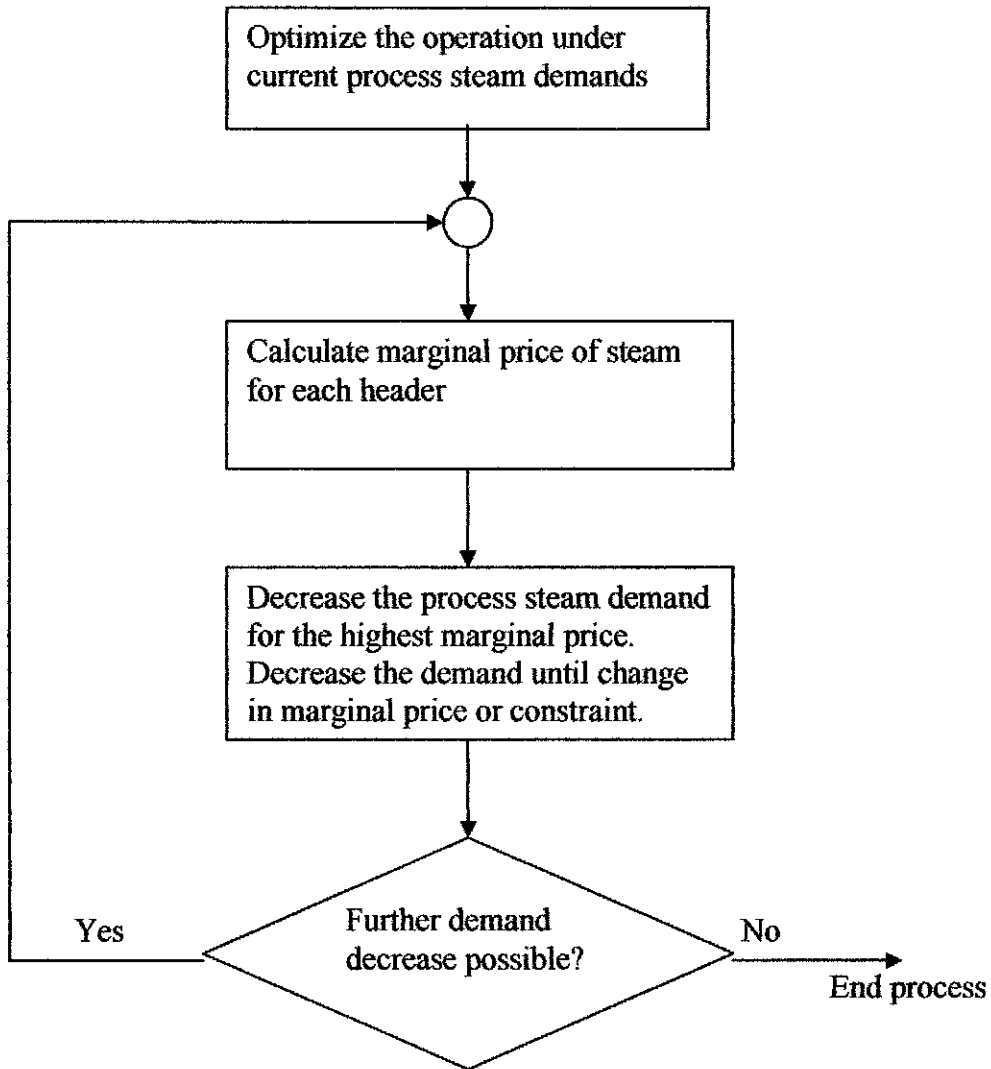 Optimize the operation under
current process steam demands
Calculate marginal price of steam
for each header
Decrease the process steam demand
for the highest marginal price.
Decrease the demand until change
in marginal price or constraint.
Further demand
decrease possible?
Yes
No
End process